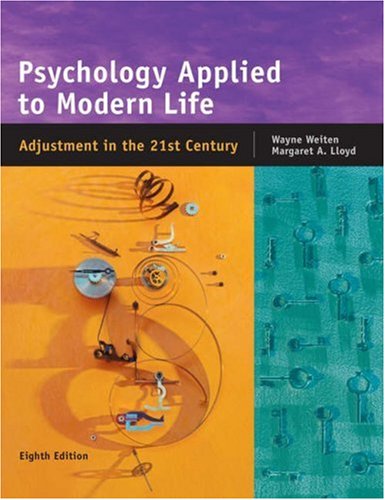 Psychology Applied
to Modern Life
Adjustment in the 21st Century
Wayne Weiten
Margaret A. Lloyd
Eighth Edition